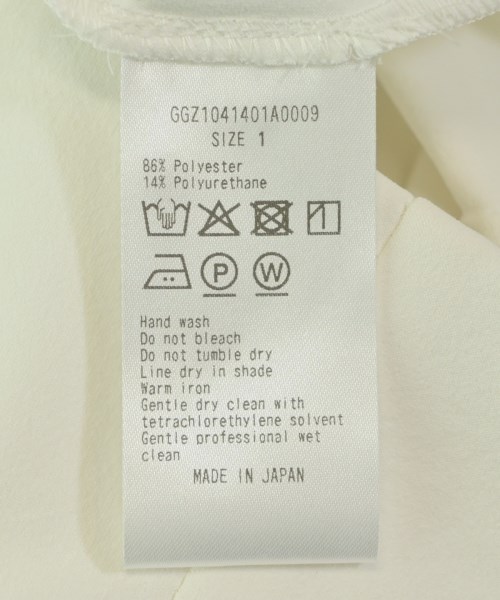 GGZ1041401A0009
SIZE 1
86% Polyester
14% Polyurethane
P W
Hand wash
Do not bleach
Do not tumble dry
Line dry in shade
Warm iron
Gentle dry clean with
tetrachlorethylene solvent
Gentle professional wet
clean
MADE IN JAPAN